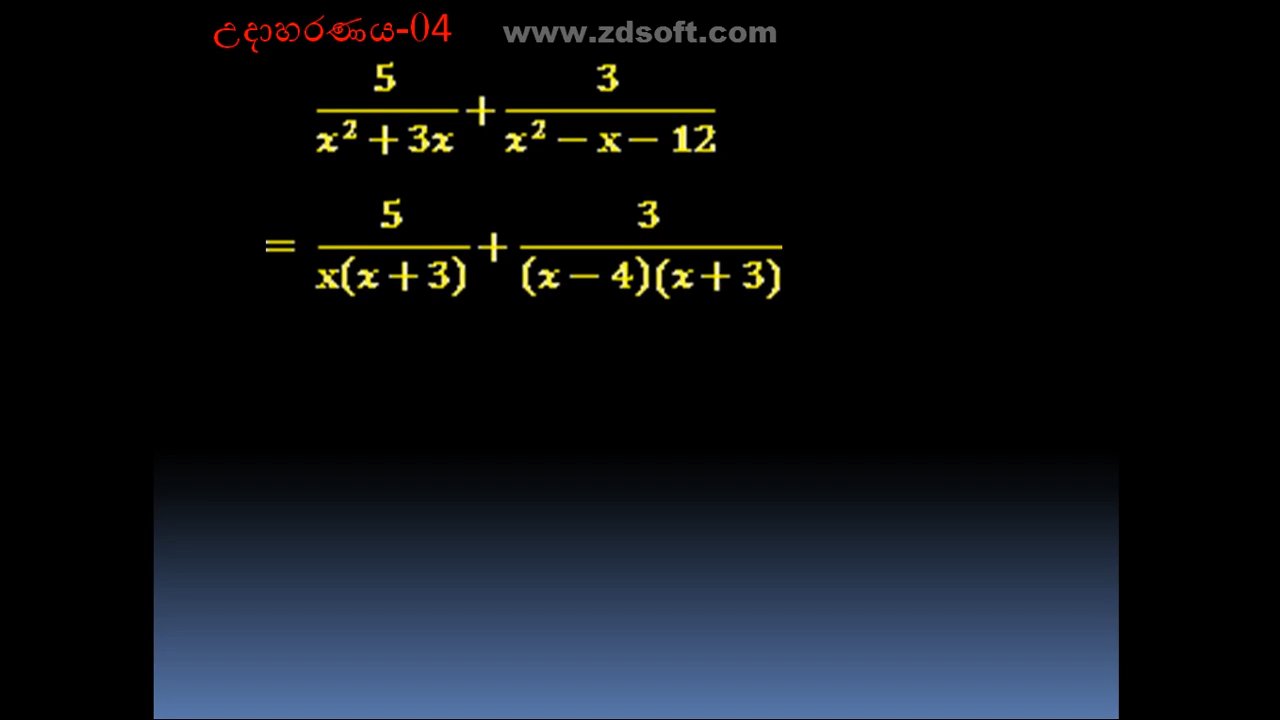 උදාහරණය-04 www.zdsoft.com
5/(x² + 3x) + 3/(x² − x − 12)
= 5/(x(x + 3)) + 3/((x − 4)(x + 3))